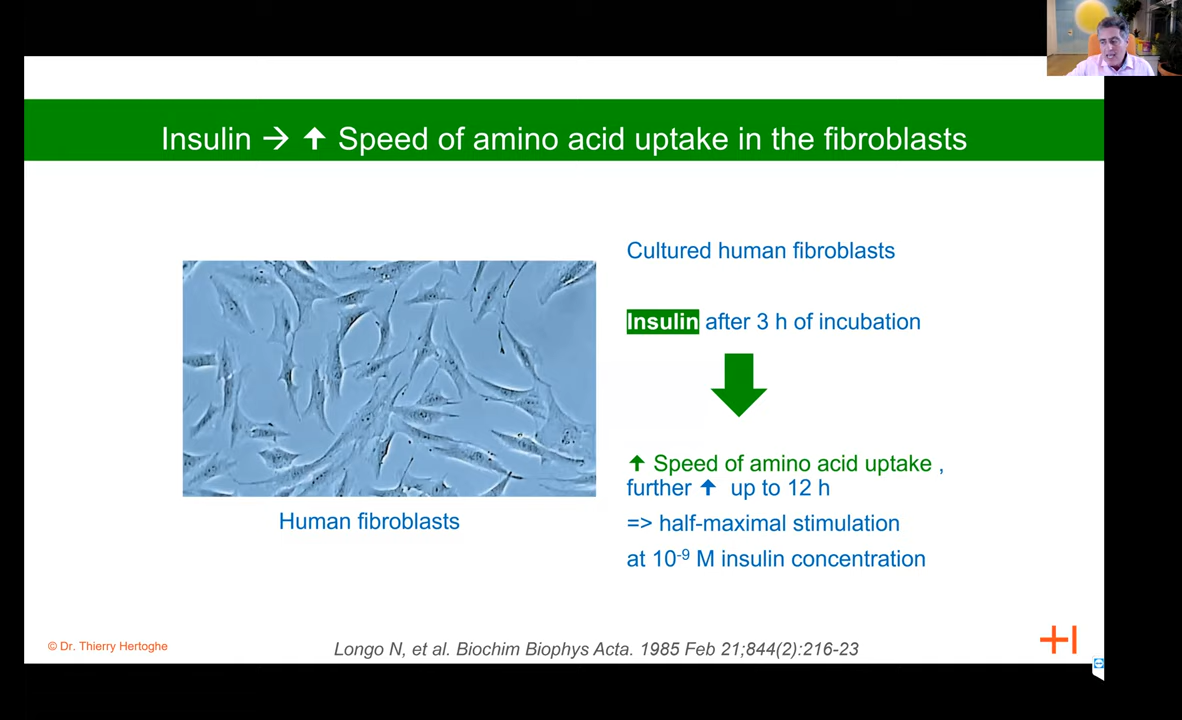 Insulin → ↑ Speed of amino acid uptake in the fibroblasts
Cultured human fibroblasts
Insulin after 3 h of incubation
↑ Speed of amino acid uptake ,
further ↑ up to 12 h
=> half-maximal stimulation
at 10⁻⁹ M insulin concentration
Human fibroblasts
© Dr. Thierry Hertoghe
Longo N, et al. Biochim Biophys Acta. 1985 Feb 21;844(2):216-23